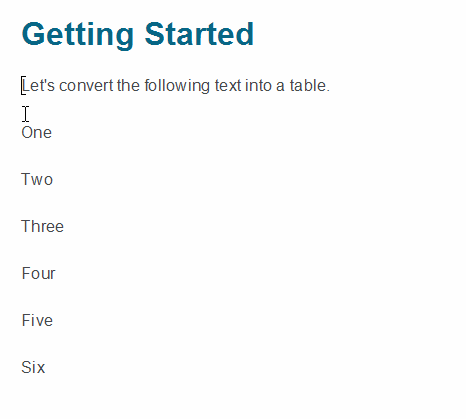 Getting Started
Let's convert the following text into a table.
One
Two
Three
Four
Five
Six